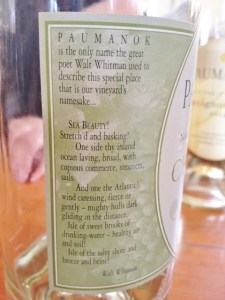 PAUMANOK
is the only name the great
poet Walt Whitman used to
describe this special place
that is our vineyard's
namesake...
SEA BEAUTY!
Stretch'd and basking!
One side thy inland
ocean laving, broad, with
copious commerce, steamers,
sails,
And one the Atlantic's
wind caressing, fierce or
gently – mighty hulls dark
gliding in the distance.
Isle of sweet brooks of
drinking-water – healthy air
and soil!
Isle of the salty shore and
breeze and brine!
Walt Whitman